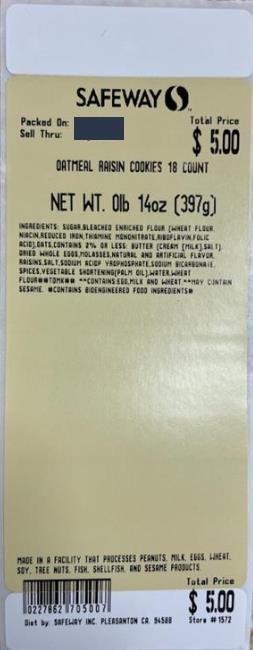 SAFEWAY
Packed On:
Sell Thru:
Total Price
$ 5.00
OATMEAL RAISIN COOKIES 18 COUNT
NET WT. 0lb 14oz (397g)
INGREDIENTS: SUGAR,BLEACHED ENRICHED FLOUR (WHEAT FLOUR,
NIACIN,REDUCED IRON,THIAMINE MONONITRATE,RIBOFLAVIN,FOLIC
ACID),OATS,CONTAINS 2% OR LESS: BUTTER (CREAM [MILK],SALT),
DRIED WHOLE EGGS,MOLASSES,NATURAL AND ARTIFICIAL FLAVOR,
RAISINS,SALT,SODIUM ACIDP YROPHOSPHATE,SODIUM BICARBONATE,
SPICES,VEGETABLE SHORTENING(PALM OIL),WATER,WHEAT
FLOUR##TOMX## **CONTAINS:EGG,MILK AND WHEAT.**MAY CONTAIN
SESAME. #CONTAINS BIOENGINEERED FOOD INGREDIENTS#
MADE IN A FACILITY THAT PROCESSES PEANUTS, MILK, EGGS, WHEAT,
SOY, TREE NUTS, FISH, SHELLFISH, AND SESAME PRODUCTS.
0227862 705007
Total Price
$ 5.00
Dist by: SAFEWAY INC. PLEASANTON CA. 94588 Store #1572